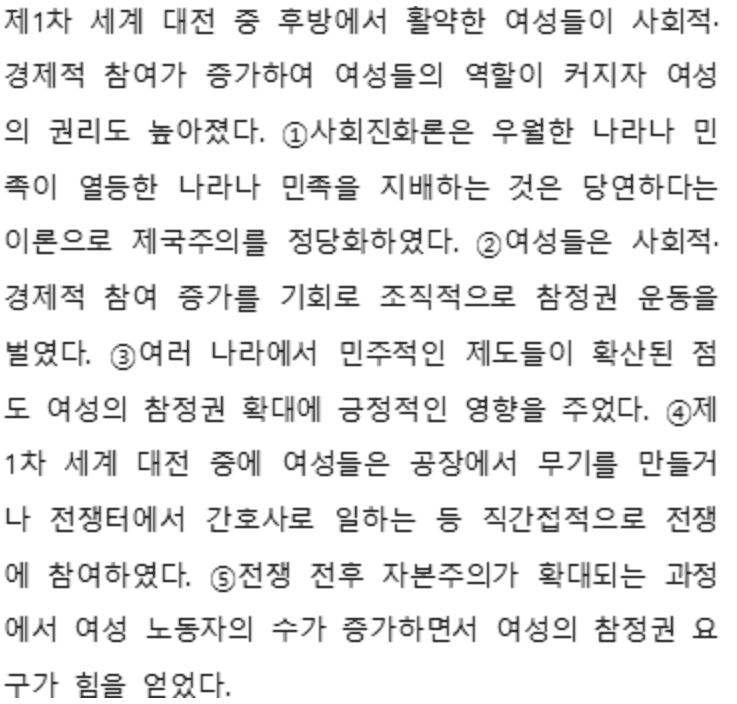 제1차 세계 대전 중 후방에서 활약한 여성들이 사회적·
경제적 참여가 증가하여 여성들의 역할이 커지자 여성
의 권리도 높아졌다. ①사회진화론은 우월한 나라나 민
족이 열등한 나라나 민족을 지배하는 것은 당연하다는
이론으로 제국주의를 정당화하였다. ②여성들은 사회적·
경제적 참여 증가를 기회로 조직적으로 참정권 운동을
벌였다. ③여러 나라에서 민주적인 제도들이 확산된 점
도 여성의 참정권 확대에 긍정적인 영향을 주었다. ④제
1차 세계 대전 중에 여성들은 공장에서 무기를 만들거
나 전쟁터에서 간호사로 일하는 등 직간접적으로 전쟁
에 참여하였다. ⑤전쟁 전후 자본주의가 확대되는 과정
에서 여성 노동자의 수가 증가하면서 여성의 참정권 요
구가 힘을 얻었다.